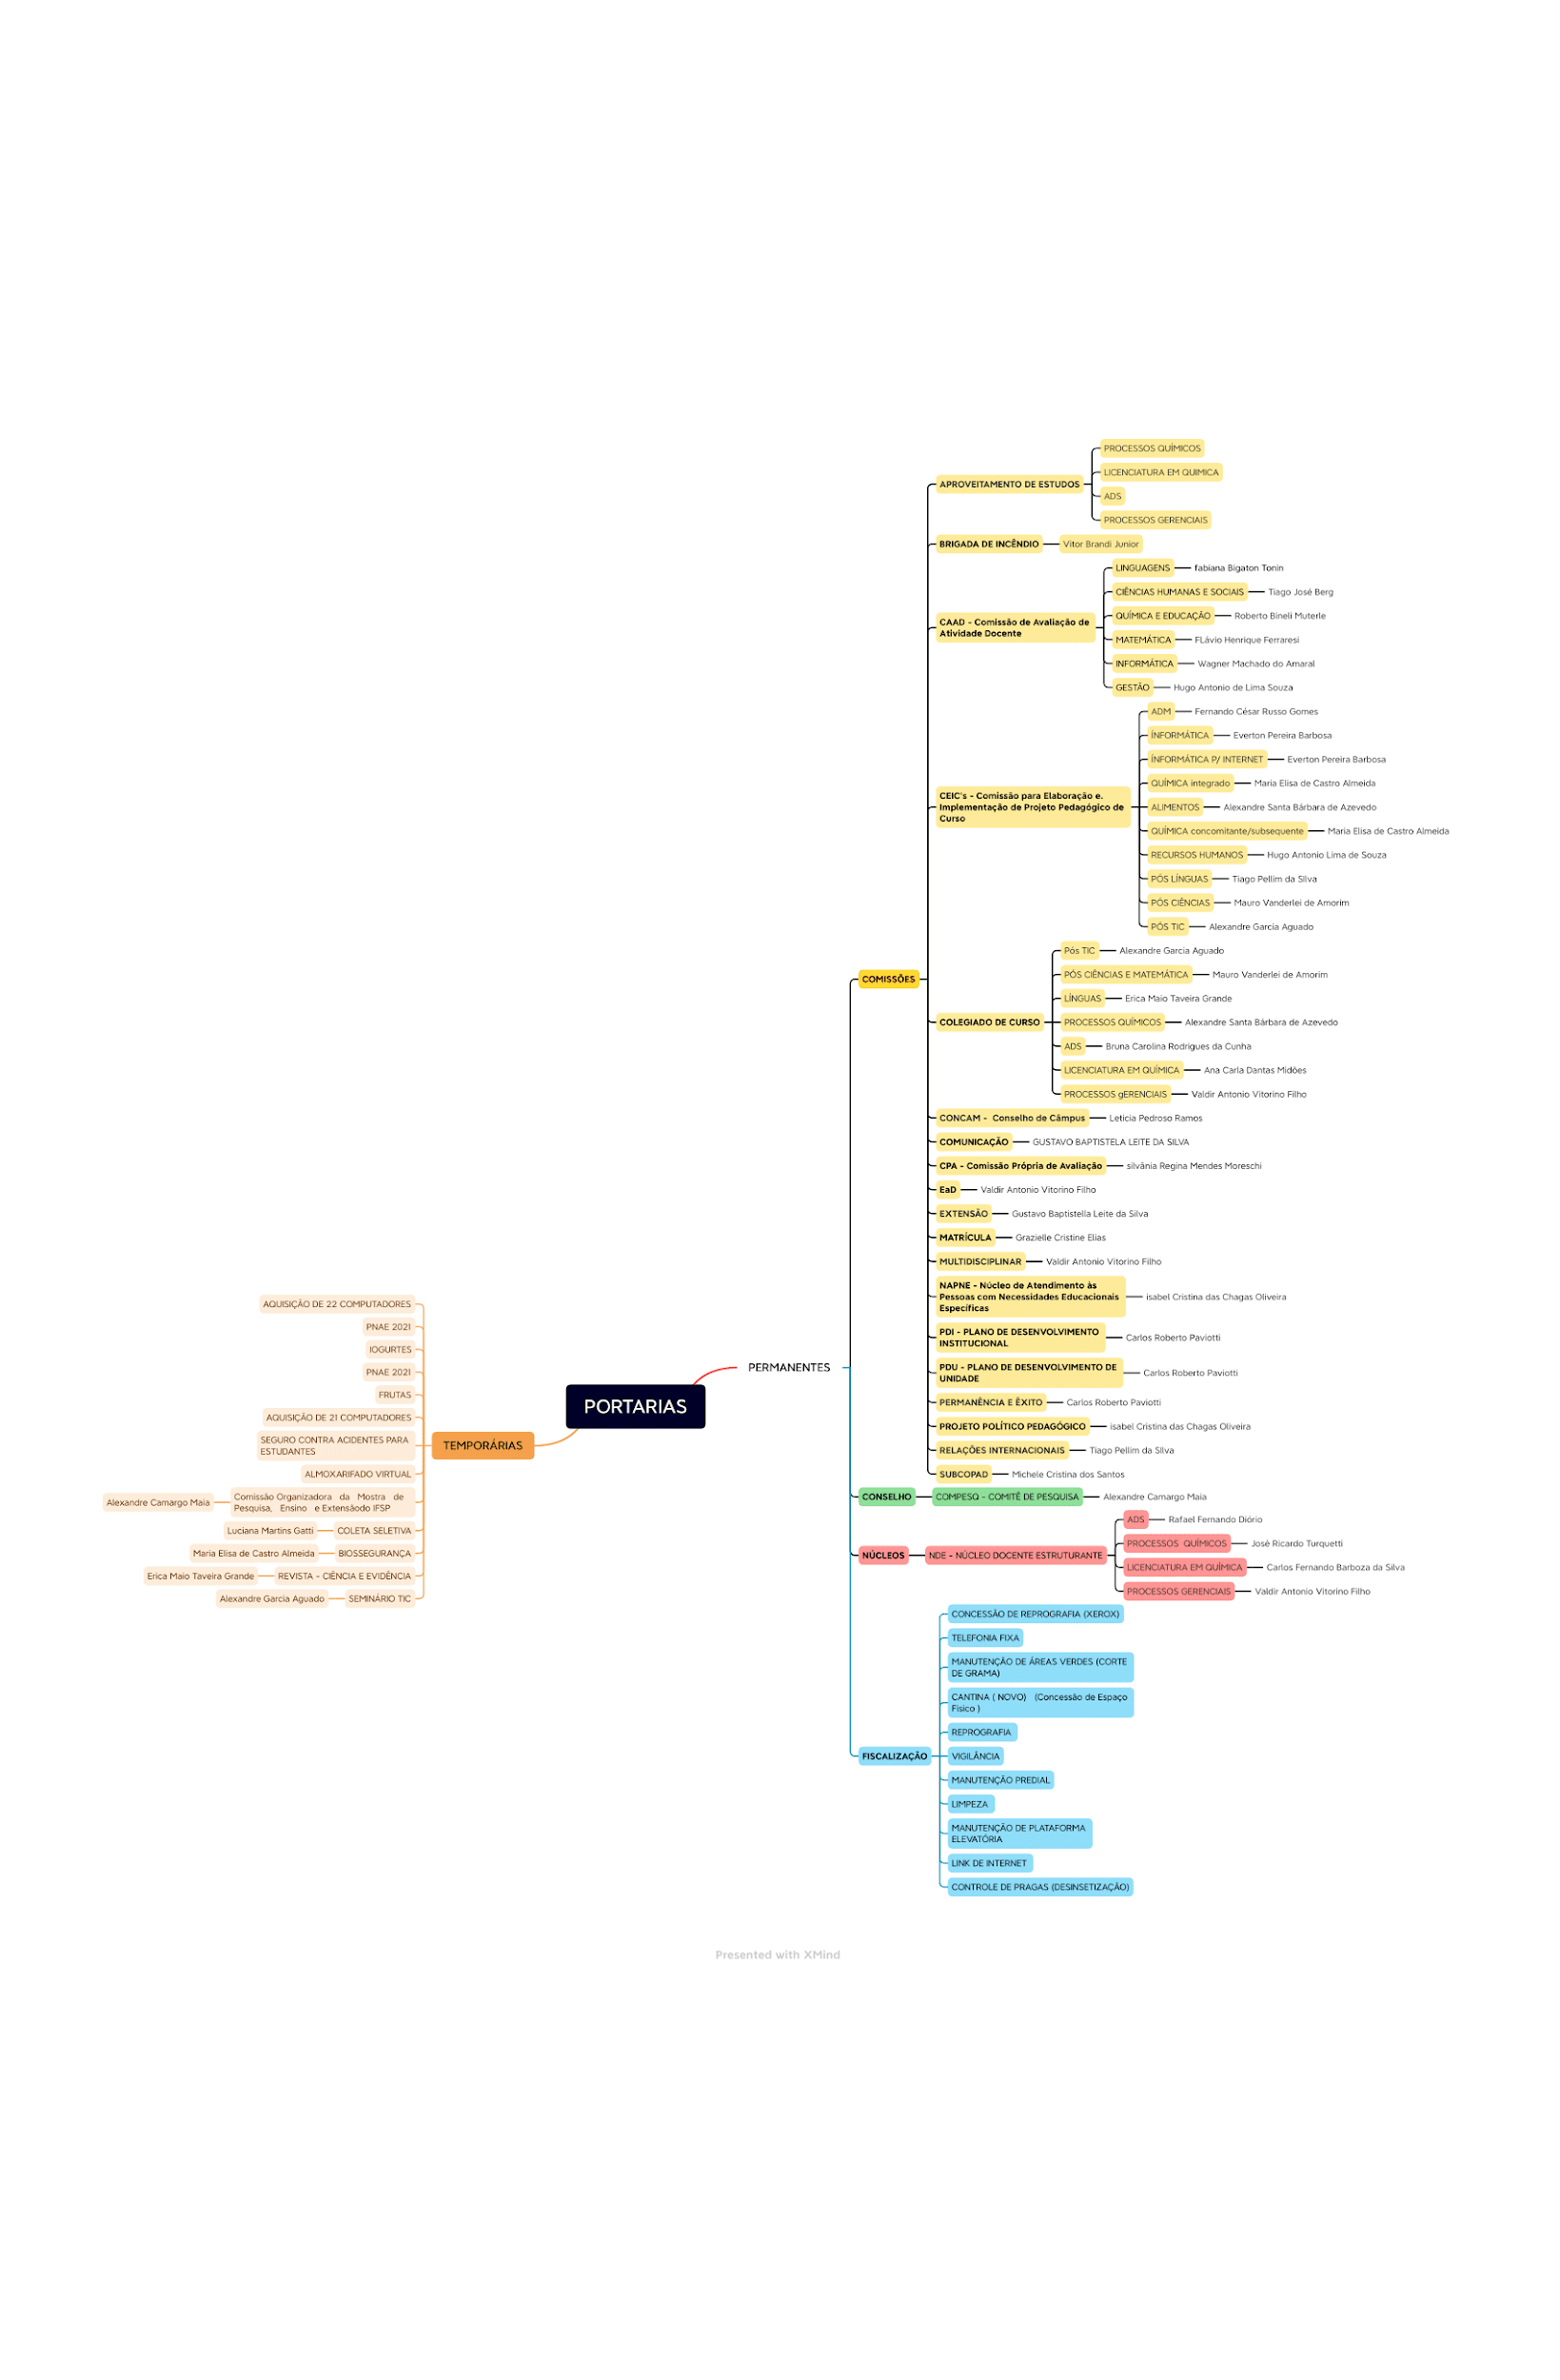 PORTARIAS
PERMANENTES
COMISSÕES
APROVEITAMENTO DE ESTUDOS
PROCESSOS QUÍMICOS
LICENCIATURA EM QUIMICA
ADS
PROCESSOS GERENCIAIS
BRIGADA DE INCÊNDIO
Vitor Brandi Junior
CAAD - Comissão de Avaliação de
Atividade Docente
LINGUAGENS
fabiana Bigaton Tonin
CIÊNCIAS HUMANAS E SOCIAIS
Tiago José Berg
QUÍMICA E EDUCAÇÃO
Roberto Bineli Muterle
MATEMÁTICA
FLávio Henrique Ferraresi
INFORMÁTICA
Wagner Machado do Amaral
GESTÃO
Hugo Antonio de Lima Souza
CEIC's - Comissão para Elaboração e.
Implementação de Projeto Pedagógico de
Curso
ADM
Fernando César Russo Gomes
ÍNFORMÁTICA
Everton Pereira Barbosa
ÍNFORMÁTICA P/ INTERNET
Everton Pereira Barbosa
QUÍMICA integrado
Maria Elisa de Castro Almeida
ALIMENTOS
Alexandre Santa Bárbara de Azevedo
QUÍMICA concomitante/subsequente
Maria Elisa de Castro Almeida
RECURSOS HUMANOS
Hugo Antonio Lima de Souza
PÓS LÍNGUAS
Tiago Pellim da SIlva
PÓS CIÊNCIAS
Mauro Vanderlei de Amorim
PÓS TIC
Alexandre Garcia Aguado
COLEGIADO DE CURSO
Pós TIC
Alexandre Garcia Aguado
PÓS CIÊNCIAS E MATEMÁTICA
Mauro Vanderlei de Amorim
LÍNGUAS
Erica Maio Taveira Grande
PROCESSOS QUÍMICOS
Alexandre Santa Bárbara de Azevedo
ADS
Bruna Carolina Rodrigues da Cunha
LICENCIATURA EM QUÍMICA
Ana Carla Dantas Midões
PROCESSOS gERENCIAIS
Valdir Antonio Vitorino Filho
CONCAM - Conselho de Câmpus
Leticia Pedroso Ramos
COMUNICAÇÃO
GUSTAVO BAPTISTELA LEITE DA SILVA
CPA - Comissão Própria de Avaliação
silvânia Regina Mendes Moreschi
EaD
Valdir Antonio Vitorino Filho
EXTENSÃO
Gustavo Baptistella Leite da Silva
MATRÍCULA
Grazielle Cristine Elias
MULTIDISCIPLINAR
Valdir Antonio Vitorino Filho
NAPNE - Núcleo de Atendimento às
Pessoas com Necessidades Educacionais
Específicas
isabel Cristina das Chagas Oliveira
PDI - PLANO DE DESENVOLVIMENTO
INSTITUCIONAL
Carlos Roberto Paviotti
PDU - PLANO DE DESENVOLVIMENTO DE
UNIDADE
Carlos Roberto Paviotti
PERMANÊNCIA E ÊXITO
Carlos Roberto Paviotti
PROJETO POLÍTICO PEDAGÓGICO
isabel Cristina das Chagas Oliveira
RELAÇÕES INTERNACIONAIS
Tiago Pellim da SIlva
SUBCOPAD
Michele Cristina dos Santos
CONSELHO
COMPESQ - COMITÊ DE PESQUISA
Alexandre Camargo Maia
NÚCLEOS
NDE - NÚCLEO DOCENTE ESTRUTURANTE
ADS
Rafael Fernando Diório
PROCESSOS QUÍMICOS
Josè Ricardo Turquetti
LICENCIATURA EM QUÍMICA
Carlos Fernando Barboza da Silva
PROCESSOS GERENCIAIS
Valdir Antonio Vitorino Filho
FISCALIZAÇÃO
CONCESSÃO DE REPROGRAFIA (XEROX)
TELEFONIA FIXA
MANUTENÇÃO DE ÁREAS VERDES (CORTE
DE GRAMA)
CANTINA ( NOVO) (Concessão de Espaço
Fisico )
REPROGRAFIA
VIGILÂNCIA
MANUTENÇÃO PREDIAL
LIMPEZA
MANUTENÇÃO DE PLATAFORMA
ELEVATÓRIA
LINK DE INTERNET
CONTROLE DE PRAGAS (DESINSETIZAÇÃO)
TEMPORÁRIAS
AQUISIÇÃO DE 22 COMPUTADORES
PNAE 2021
IOGURTES
PNAE 2021
FRUTAS
AQUISIÇÃO DE 21 COMPUTADORES
SEGURO CONTRA ACIDENTES PARA
ESTUDANTES
ALMOXARIFADO VIRTUAL
Comissão Organizadora da Mostra de
Pesquisa, Ensino e Extensãodo IFSP
Alexandre Camargo Maia
COLETA SELETIVA
Luciana Martins Gatti
BIOSSEGURANÇA
Maria Elisa de Castro Almeida
REVISTA - CIÊNCIA E EVIDÊNCIA
Erica Maio Taveira Grande
SEMINÁRIO TIC
Alexandre Garcia Aguado
Presented with XMind